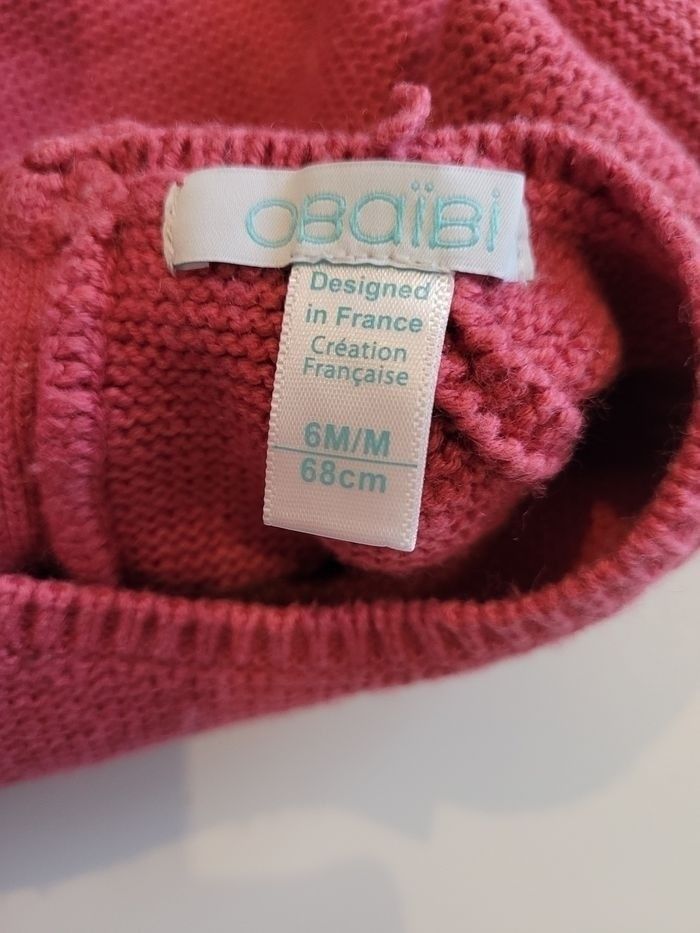 OBaïBi
Designed
in France
Création
Française
6M/M
68cm